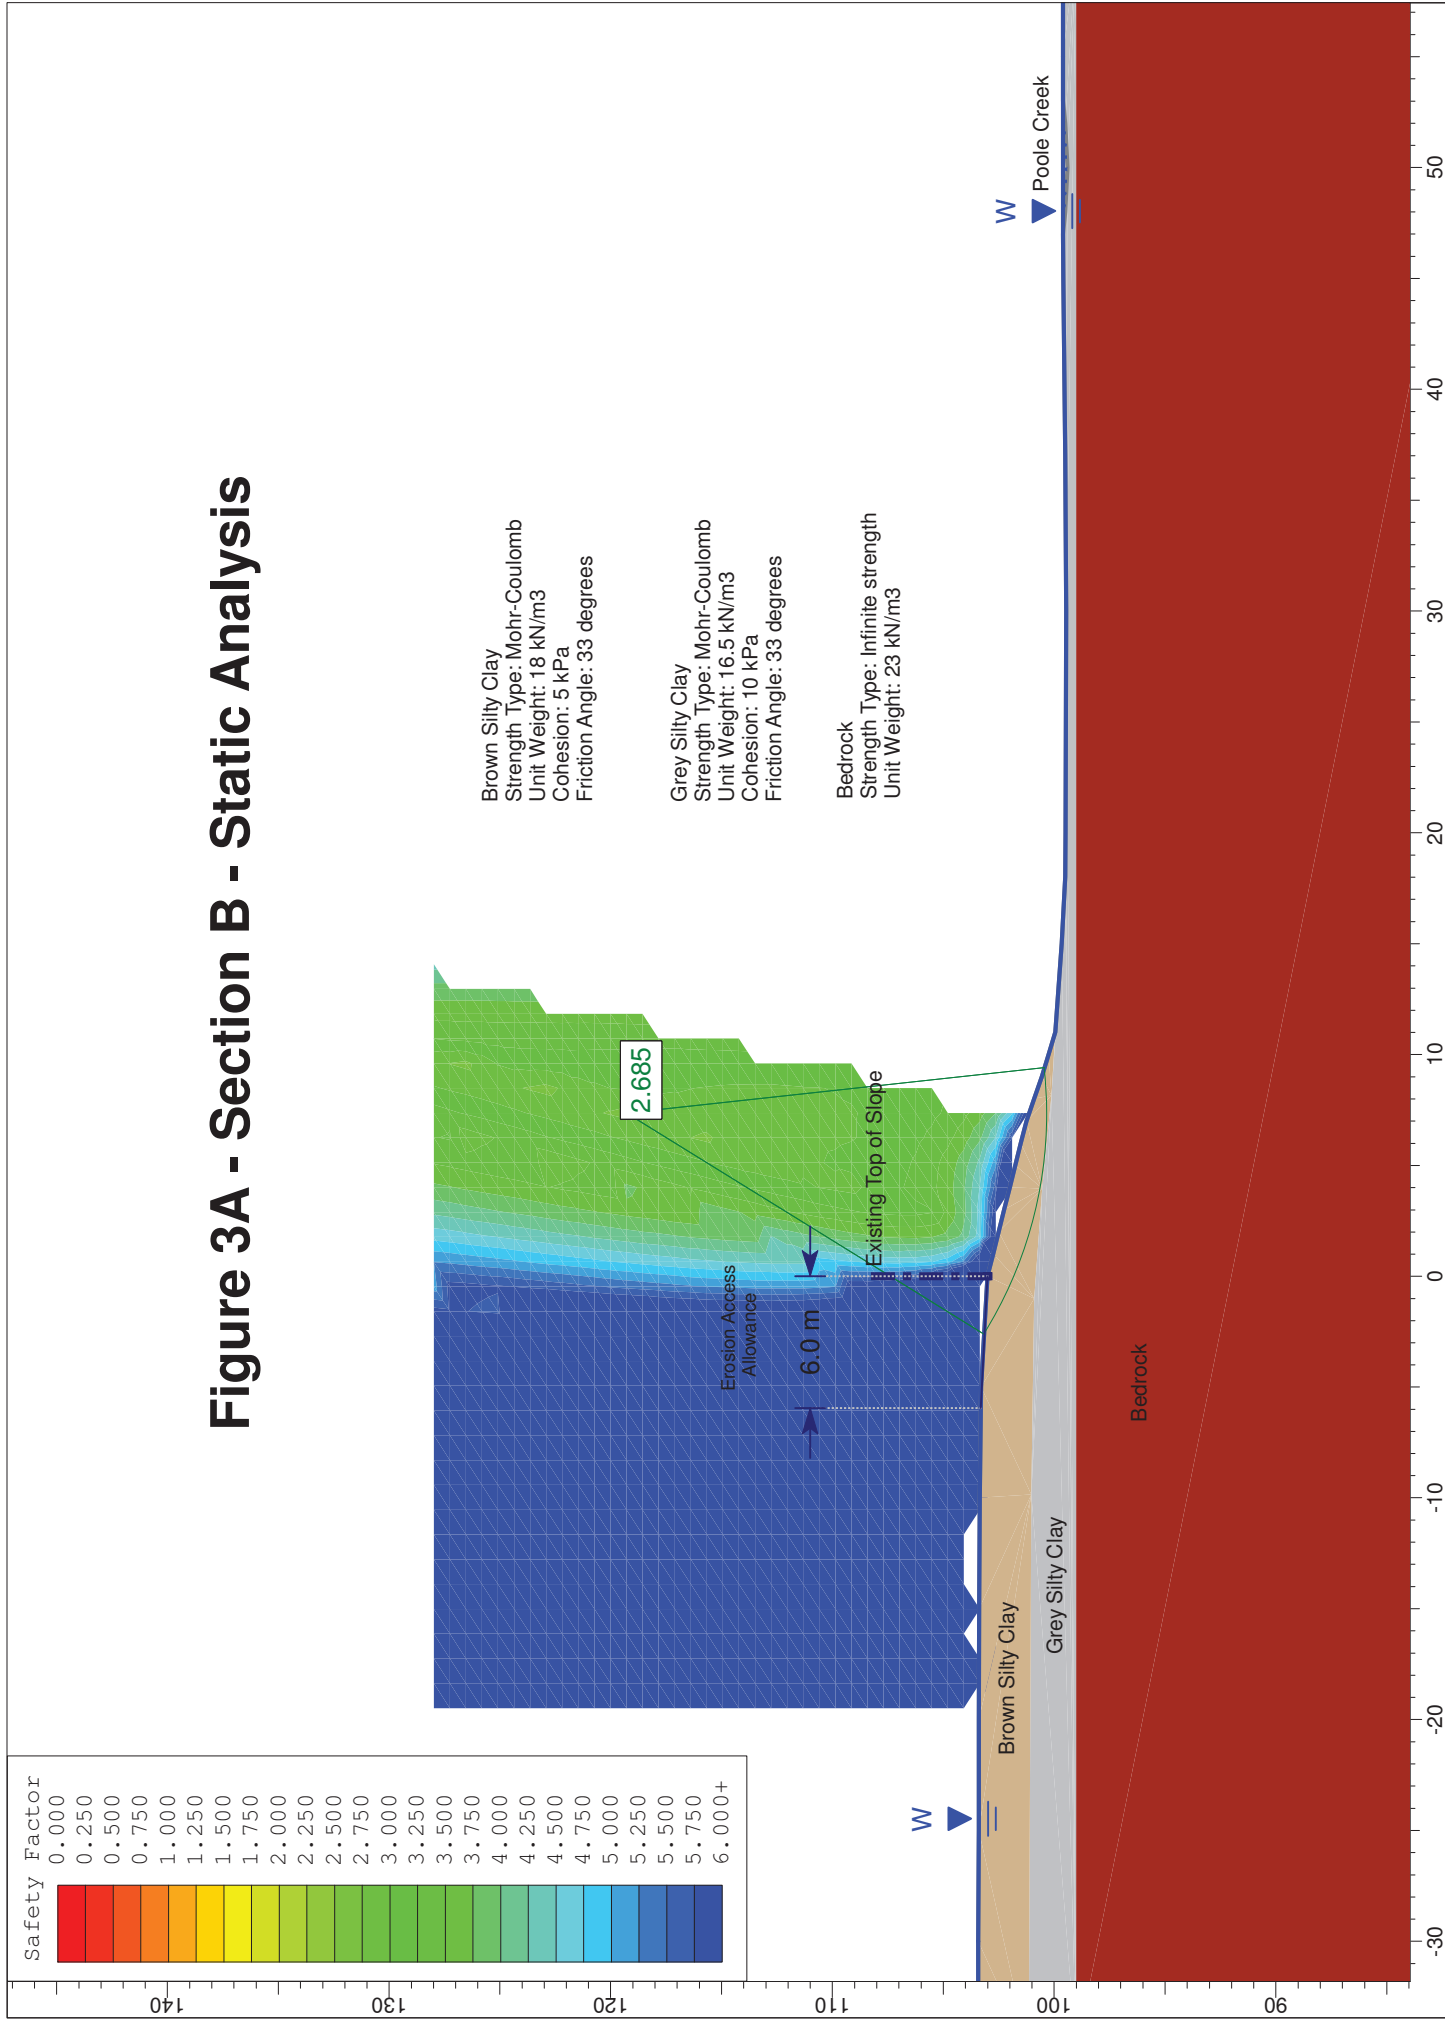 Figure 3A - Section B - Static Analysis
Safety Factor
0.000
0.250
0.500
0.750
1.000
1.250
1.500
1.750
2.000
2.250
2.500
2.750
3.000
3.250
3.500
3.750
4.000
4.250
4.500
4.750
5.000
5.250
5.500
5.750
6.000+
Brown Silty Clay
Strength Type: Mohr-Coulomb
Unit Weight: 18 kN/m3
Cohesion: 5 kPa
Friction Angle: 33 degrees
Grey Silty Clay
Strength Type: Mohr-Coulomb
Unit Weight: 16.5 kN/m3
Cohesion: 10 kPa
Friction Angle: 33 degrees
Bedrock
Strength Type: Infinite strength
Unit Weight: 23 kN/m3
2.685
Erosion Access
Allowance
6.0 m
Existing Top of Slope
W
W
Poole Creek
Brown Silty Clay
Grey Silty Clay
Bedrock
140
130
120
110
100
90
-30
-20
-10
0
10
20
30
40
50